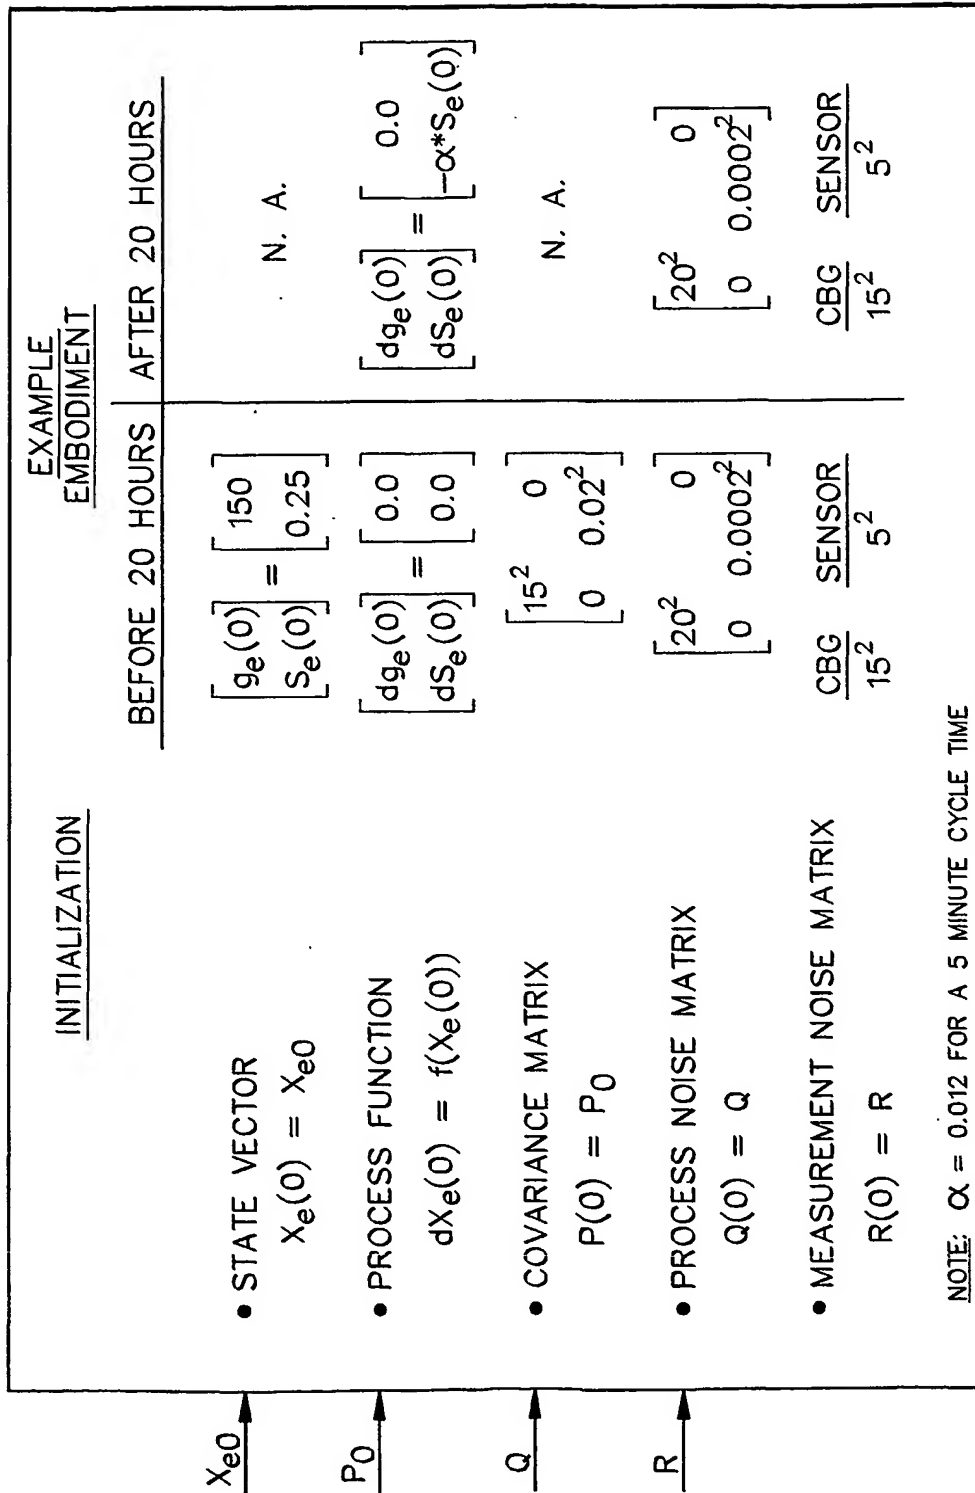 INITIALIZATION
EXAMPLE
EMBODIMENT
BEFORE 20 HOURS
AFTER 20 HOURS
X_e0
• STATE VECTOR
X_e(0) = X_e0
[g_e(0) S_e(0)] = [150 0.25]
N. A.
P_0
• PROCESS FUNCTION
dX_e(0) = f(X_e(0))
[dg_e(0) dS_e(0)] = [0.0 0.0]
[dg_e(0) dS_e(0)] = [0.0 -α*S_e(0)]
Q
• COVARIANCE MATRIX
P(0) = P_0
[15² 0
0 0.02²]
N. A.
R
• PROCESS NOISE MATRIX
Q(0) = Q
[20² 0
0 0.0002²]
[20² 0
0 0.0002²]
• MEASUREMENT NOISE MATRIX
R(0) = R
CBG SENSOR
15² 5²
CBG SENSOR
15² 5²
NOTE: α = 0.012 FOR A 5 MINUTE CYCLE TIME